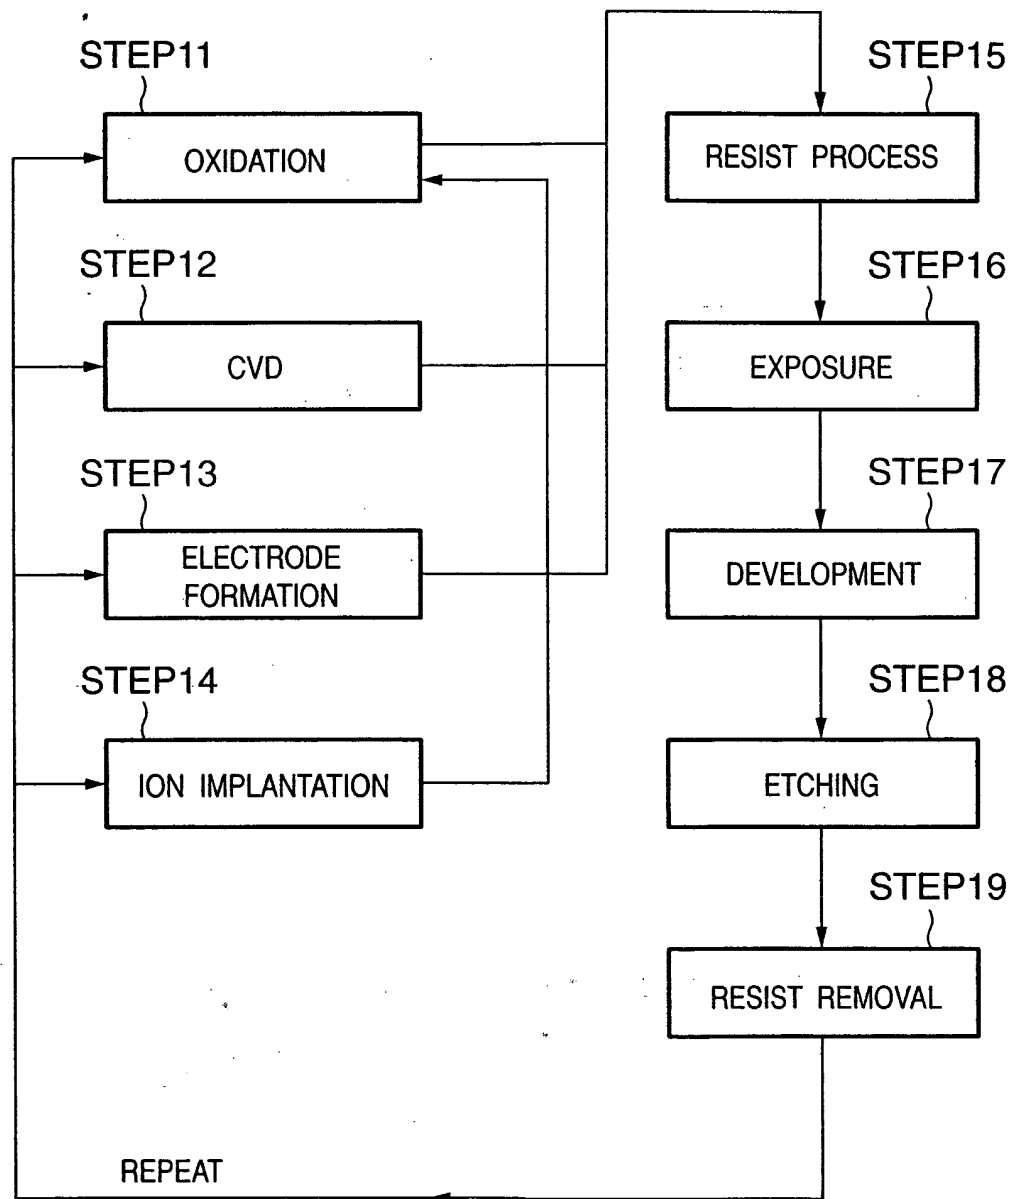 STEP11
OXIDATION
STEP12
CVD
STEP13
ELECTRODE
FORMATION
STEP14
ION IMPLANTATION
STEP15
RESIST PROCESS
STEP16
EXPOSURE
STEP17
DEVELOPMENT
STEP18
ETCHING
STEP19
RESIST REMOVAL
REPEAT